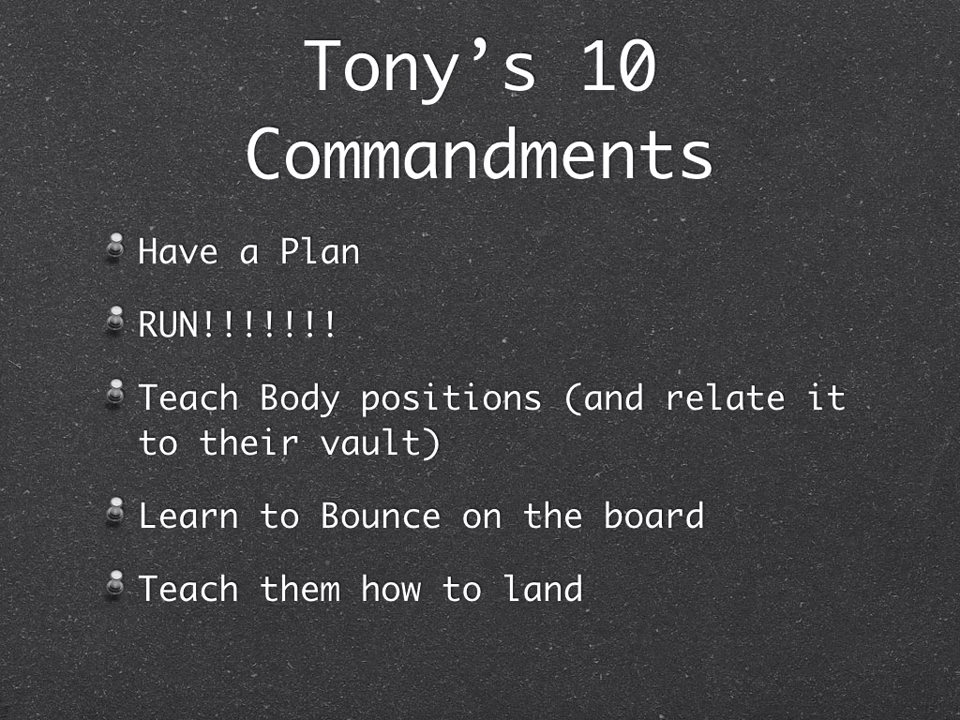 Tony’s 10
Commandments
Have a Plan
RUN!!!!!!!
Teach Body positions (and relate it
to their vault)
Learn to Bounce on the board
Teach them how to land